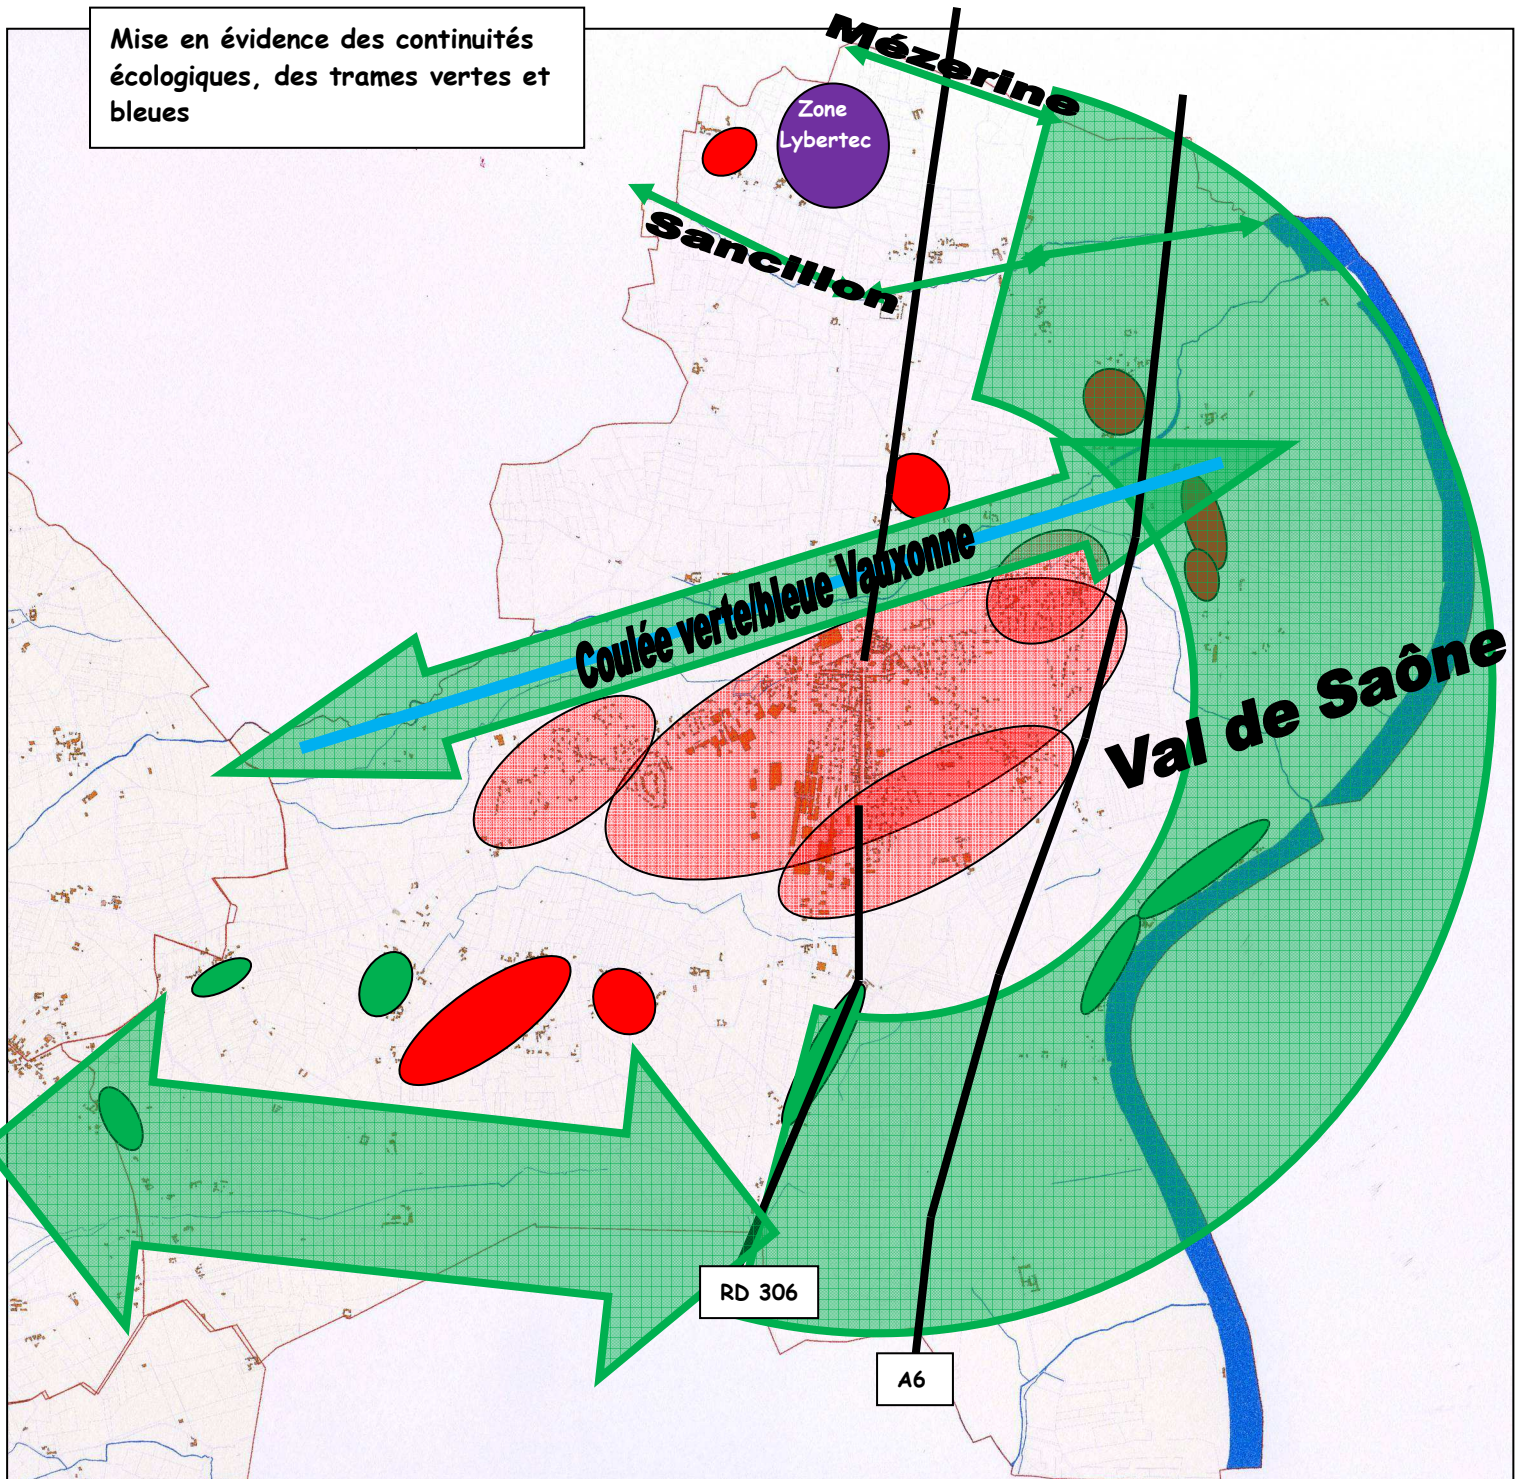 Mise en évidence des continuités
écologiques, des trames vertes et
bleues
Mézerine
Zone
Lybertec
Sancillon
Coulée verte/bleue Vauxonne
Val de Saône
RD 306
A6